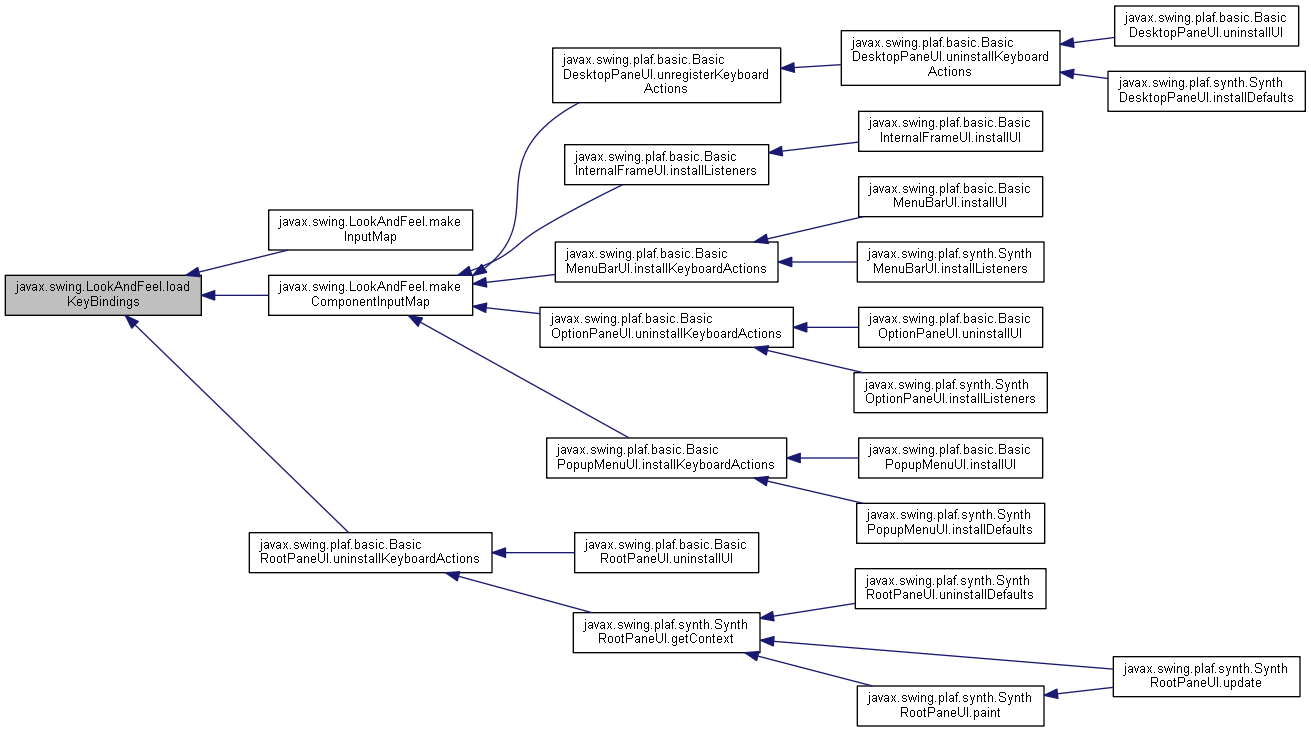 javax.swing.plaf.basic.Basic
DesktopPaneUI.uninstallUI
javax.swing.plaf.basic.Basic
DesktopPaneUI.uninstallKeyboard
Actions
javax.swing.plaf.basic.Basic
DesktopPaneUI.unregisterKeyboard
Actions
javax.swing.plaf.synth.Synth
DesktopPaneUI.installDefaults
javax.swing.plaf.basic.Basic
InternalFrameUI.installUI
javax.swing.plaf.basic.Basic
InternalFrameUI.installListeners
javax.swing.plaf.basic.Basic
MenuBarUI.installUI
javax.swing.LookAndFeel.make
InputMap
javax.swing.plaf.basic.Basic
MenuBarUI.installKeyboardActions
javax.swing.plaf.synth.Synth
MenuBarUI.installListeners
javax.swing.LookAndFeel.load
KeyBindings
javax.swing.LookAndFeel.make
ComponentInputMap
javax.swing.plaf.basic.Basic
OptionPaneUI.uninstallKeyboardActions
javax.swing.plaf.basic.Basic
OptionPaneUI.uninstallUI
javax.swing.plaf.synth.Synth
OptionPaneUI.installListeners
javax.swing.plaf.basic.Basic
PopupMenuUI.installKeyboardActions
javax.swing.plaf.basic.Basic
PopupMenuUI.installUI
javax.swing.plaf.synth.Synth
PopupMenuUI.installDefaults
javax.swing.plaf.basic.Basic
RootPaneUI.uninstallKeyboardActions
javax.swing.plaf.basic.Basic
RootPaneUI.uninstallUI
javax.swing.plaf.synth.Synth
RootPaneUI.uninstallDefaults
javax.swing.plaf.synth.Synth
RootPaneUI.getContext
javax.swing.plaf.synth.Synth
RootPaneUI.update
javax.swing.plaf.synth.Synth
RootPaneUI.paint